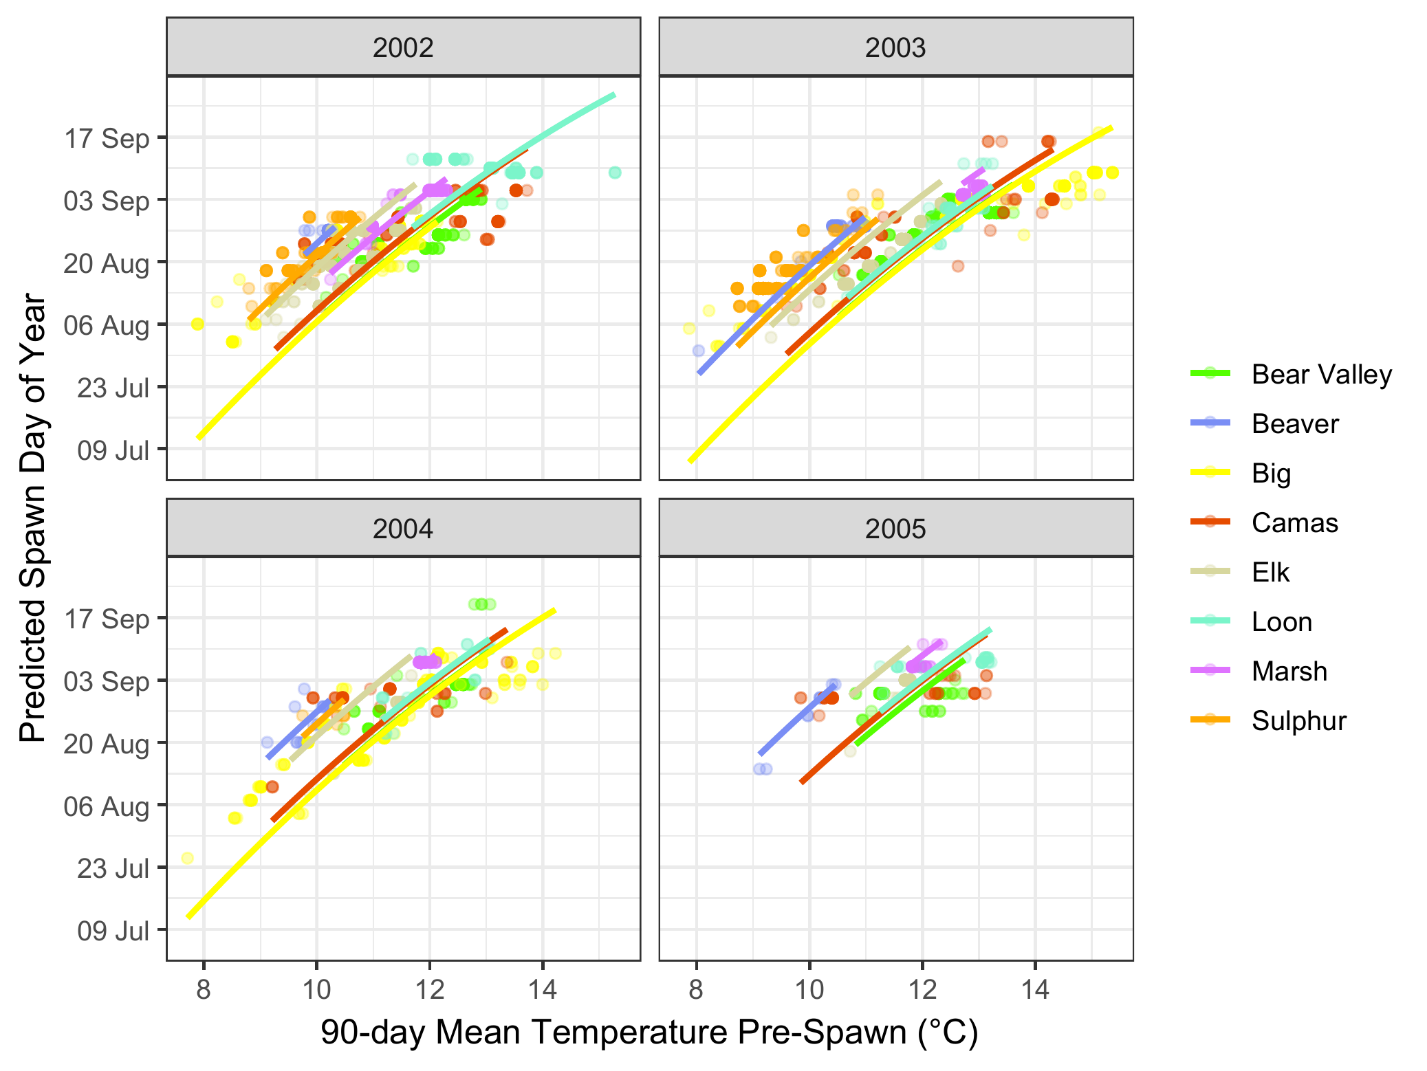 2002
2003
17 Sep
03 Sep
20 Aug
06 Aug
23 Jul
09 Jul
2004
2005
17 Sep
03 Sep
20 Aug
06 Aug
23 Jul
09 Jul
8 10 12 14
8 10 12 14
90-day Mean Temperature Pre-Spawn (°C)
Predicted Spawn Day of Year
Bear Valley
Beaver
Big
Camas
Elk
Loon
Marsh
Sulphur